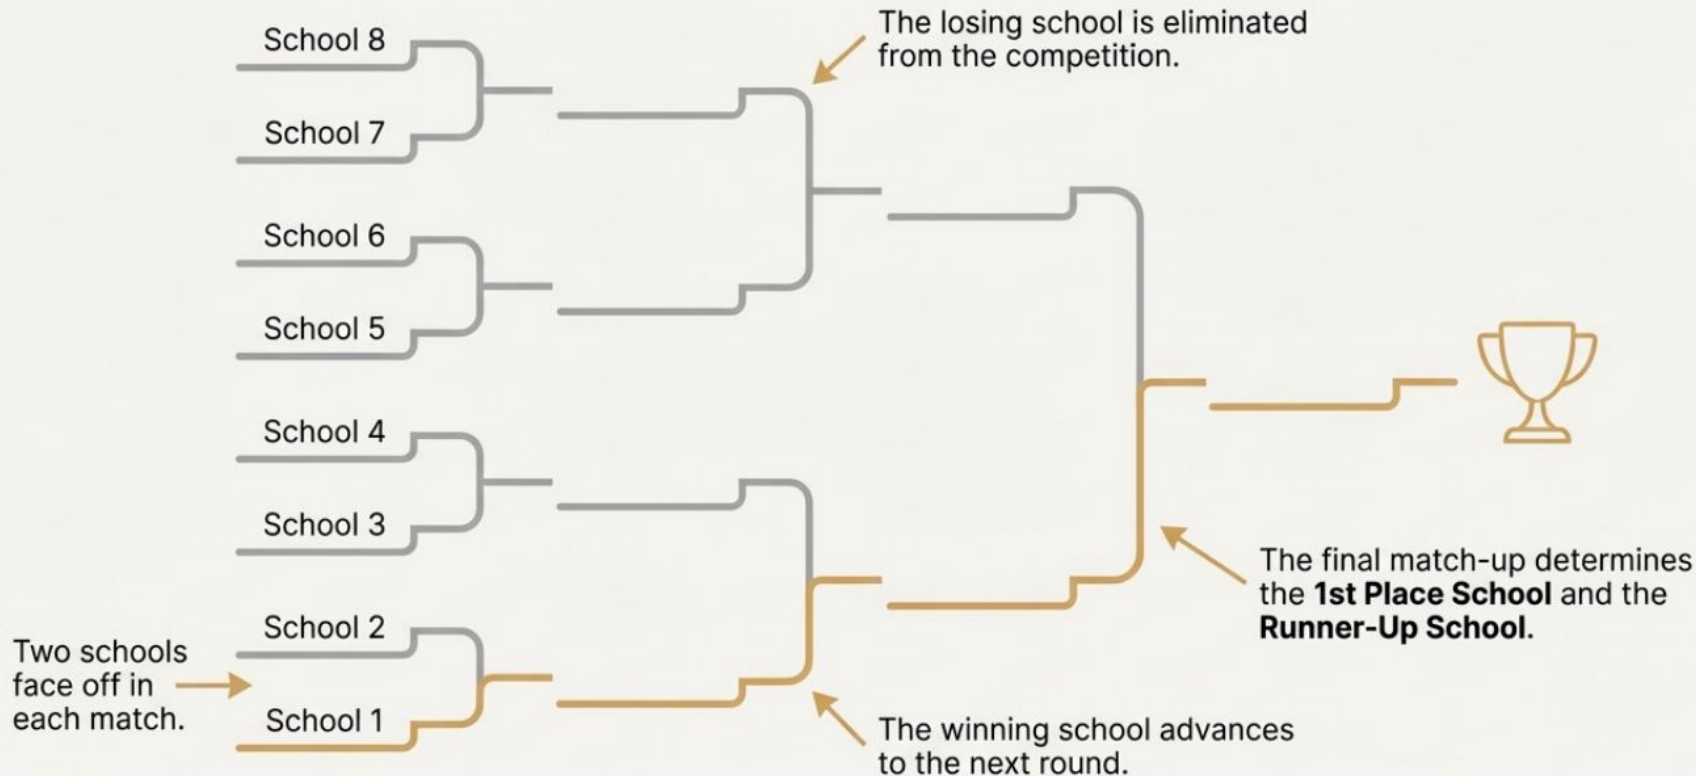 School 8
School 7
School 6
School 5
School 4
School 3
School 2
School 1
Two schools
face off in
each match.
The losing school is eliminated
from the competition.
The winning school advances
to the next round.
The final match-up determines
the 1st Place School and the
Runner-Up School.